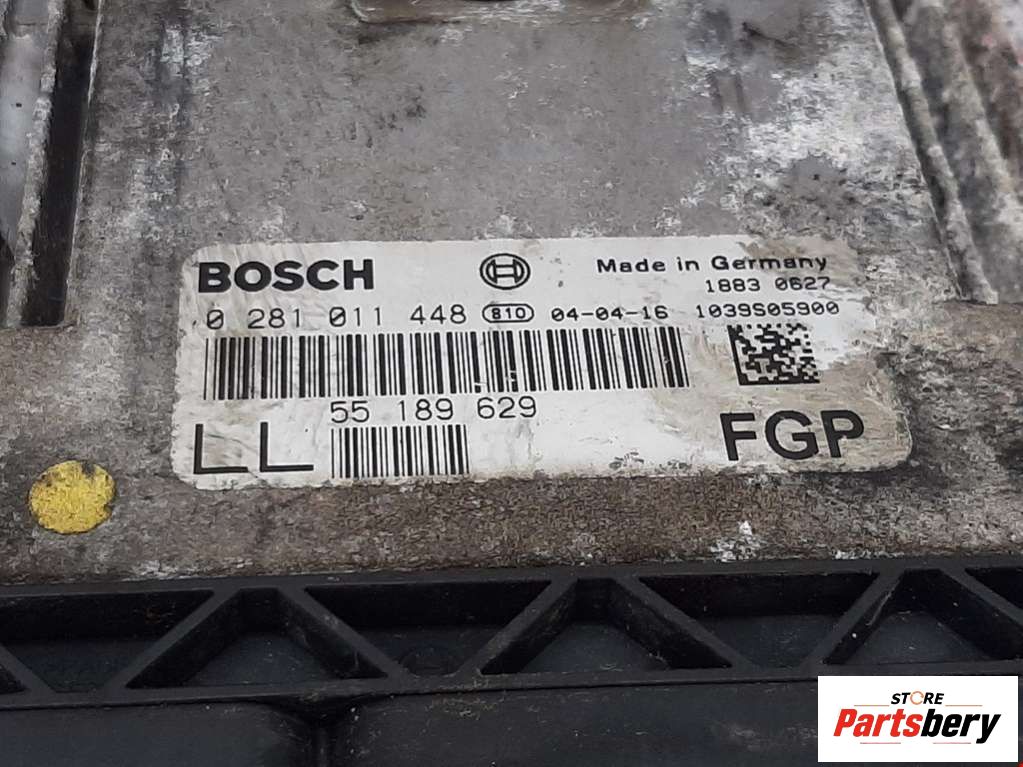 BOSCH Made in Germany
1883 0627
0 281 011 448 810 04-04-16 1039S05900
55 189 629
LL FGP
STORE
Partsbery